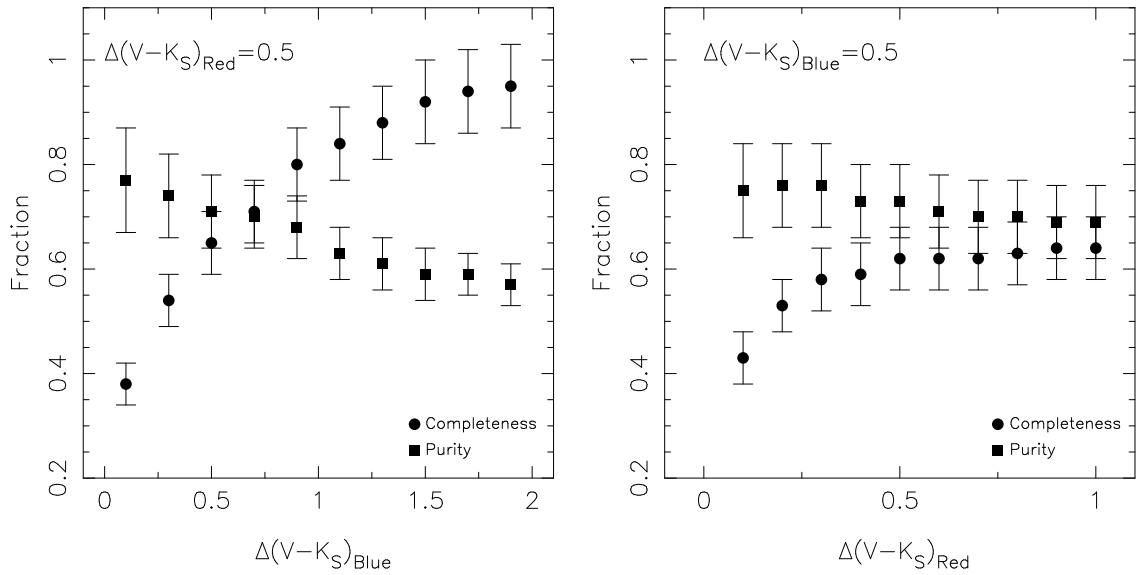 Δ(V−K_S)_Red=0.5
Fraction
0.2
0.4
0.6
0.8
1
0
0.5
1
1.5
2
Completeness
Purity
Δ(V−K_S)_Blue
Δ(V−K_S)_Blue=0.5
Fraction
0.2
0.4
0.6
0.8
1
0
0.5
1
Completeness
Purity
Δ(V−K_S)_Red